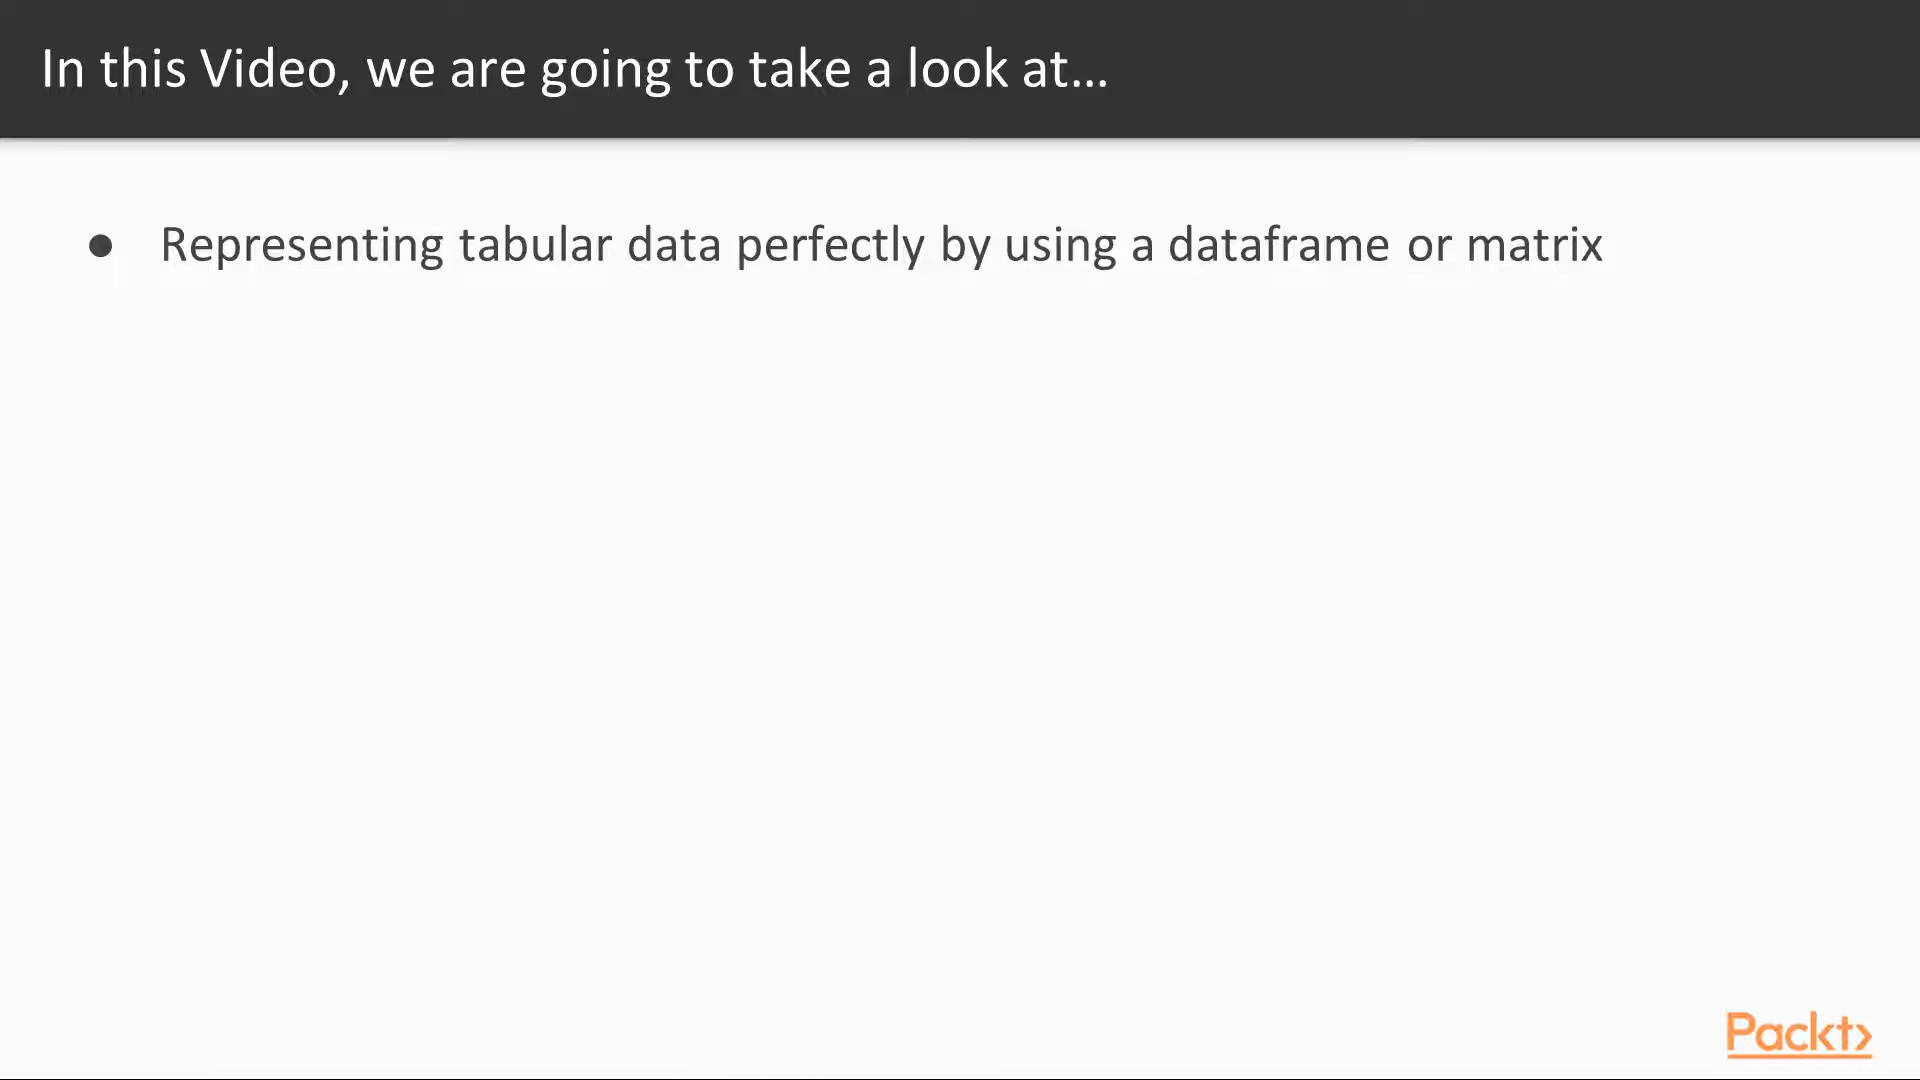 In this Video, we are going to take a look at...
● Representing tabular data perfectly by using a dataframe or matrix
Packt>